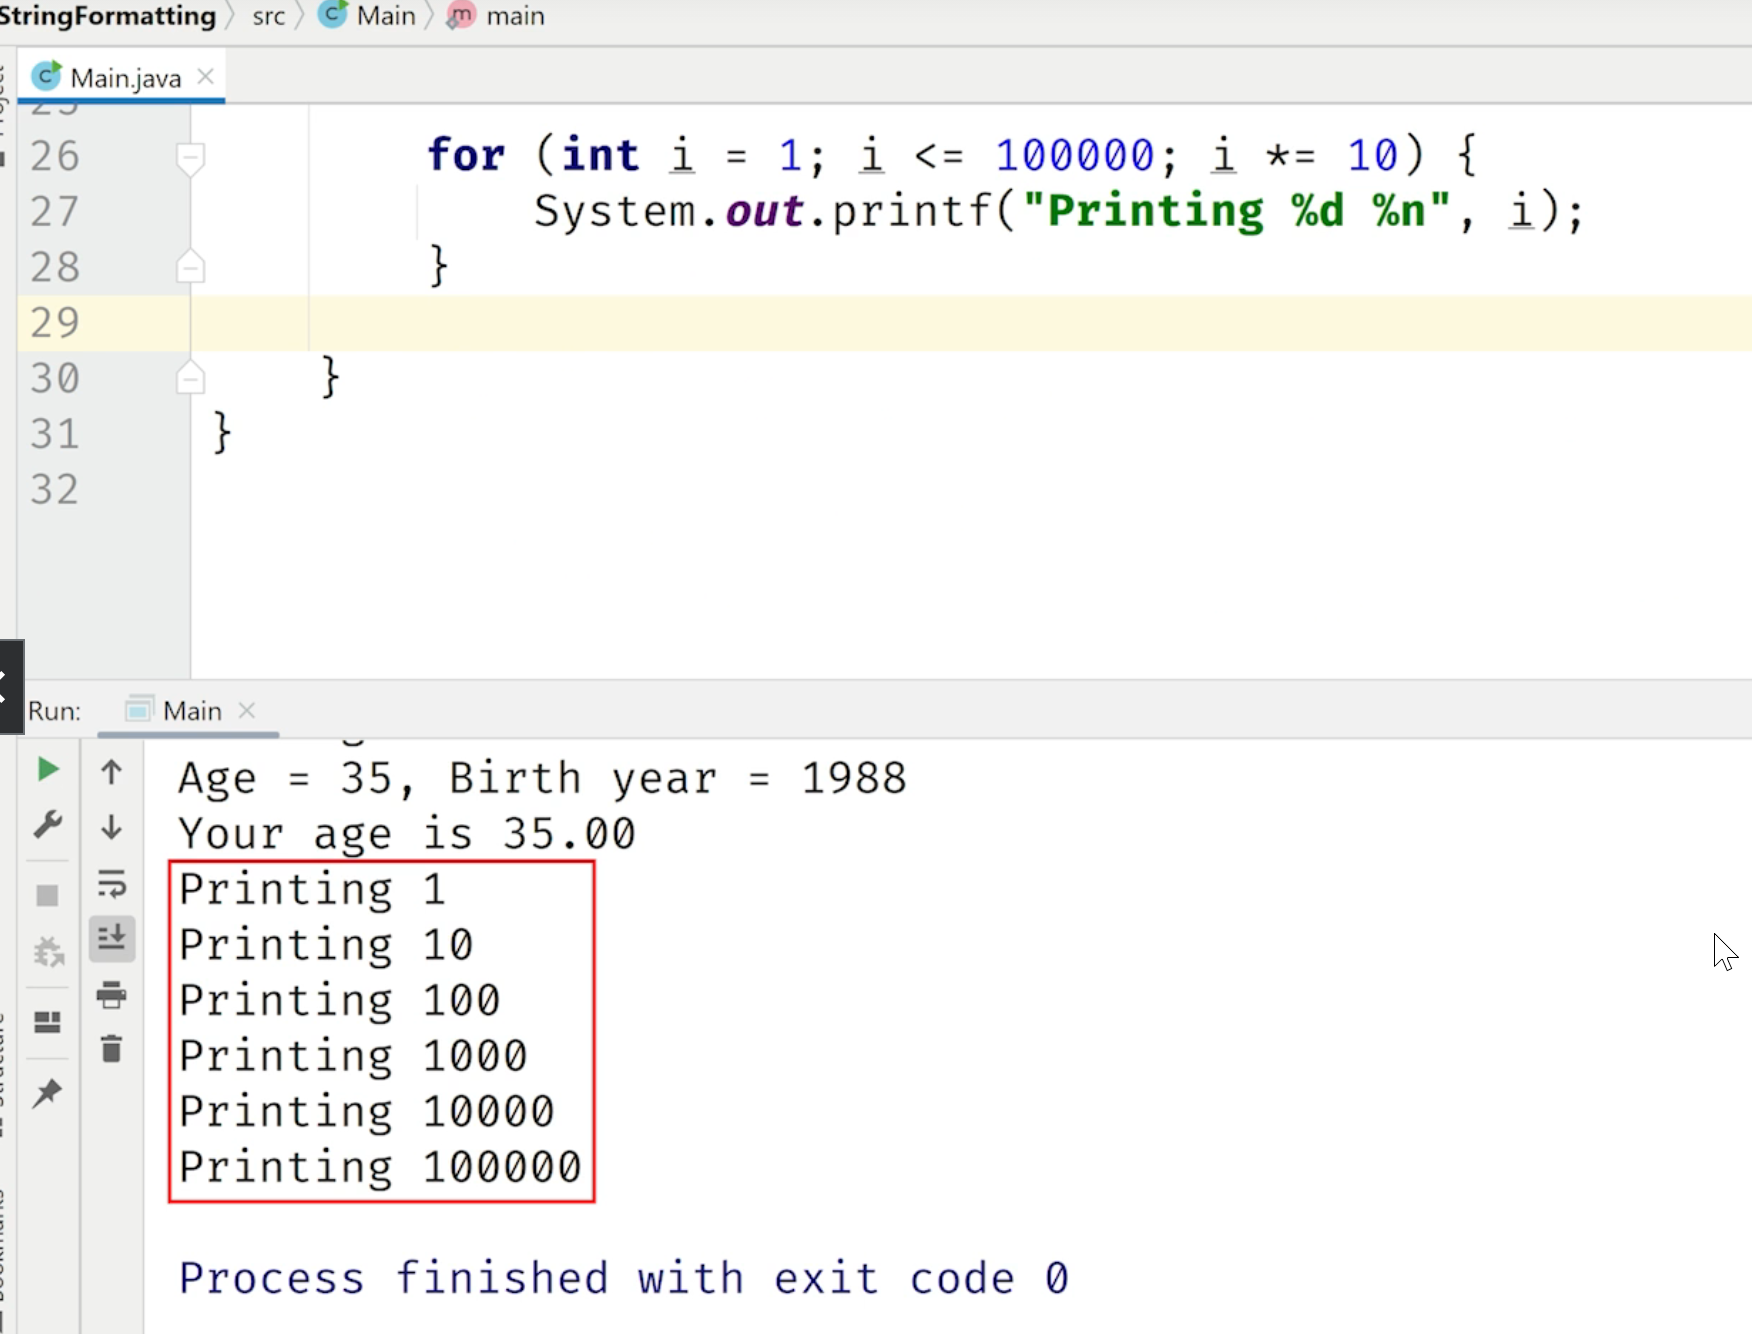 StringFormatting src Main main
Main.java
26 for (int i = 1; i <= 100000; i *= 10) {
27 System.out.printf("Printing %d %n", i);
28 }
29
30 }
31 }
32
Run: Main
Age = 35, Birth year = 1988
Your age is 35.00
Printing 1
Printing 10
Printing 100
Printing 1000
Printing 10000
Printing 100000
Process finished with exit code 0